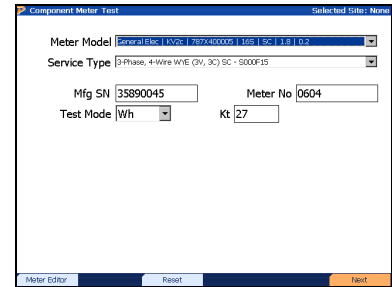 Component Meter Test Selected Site: None
Meter Model General Elec | KV2c | 787X400005 | 16S | SC | 1.8 | 0.2
Service Type 3-Phase, 4-Wire WYE (3V, 3C) SC - S000F15
Mfg SN 35890045 Meter No 0604
Test Mode Wh Kt 27
Meter Editor Reset Next